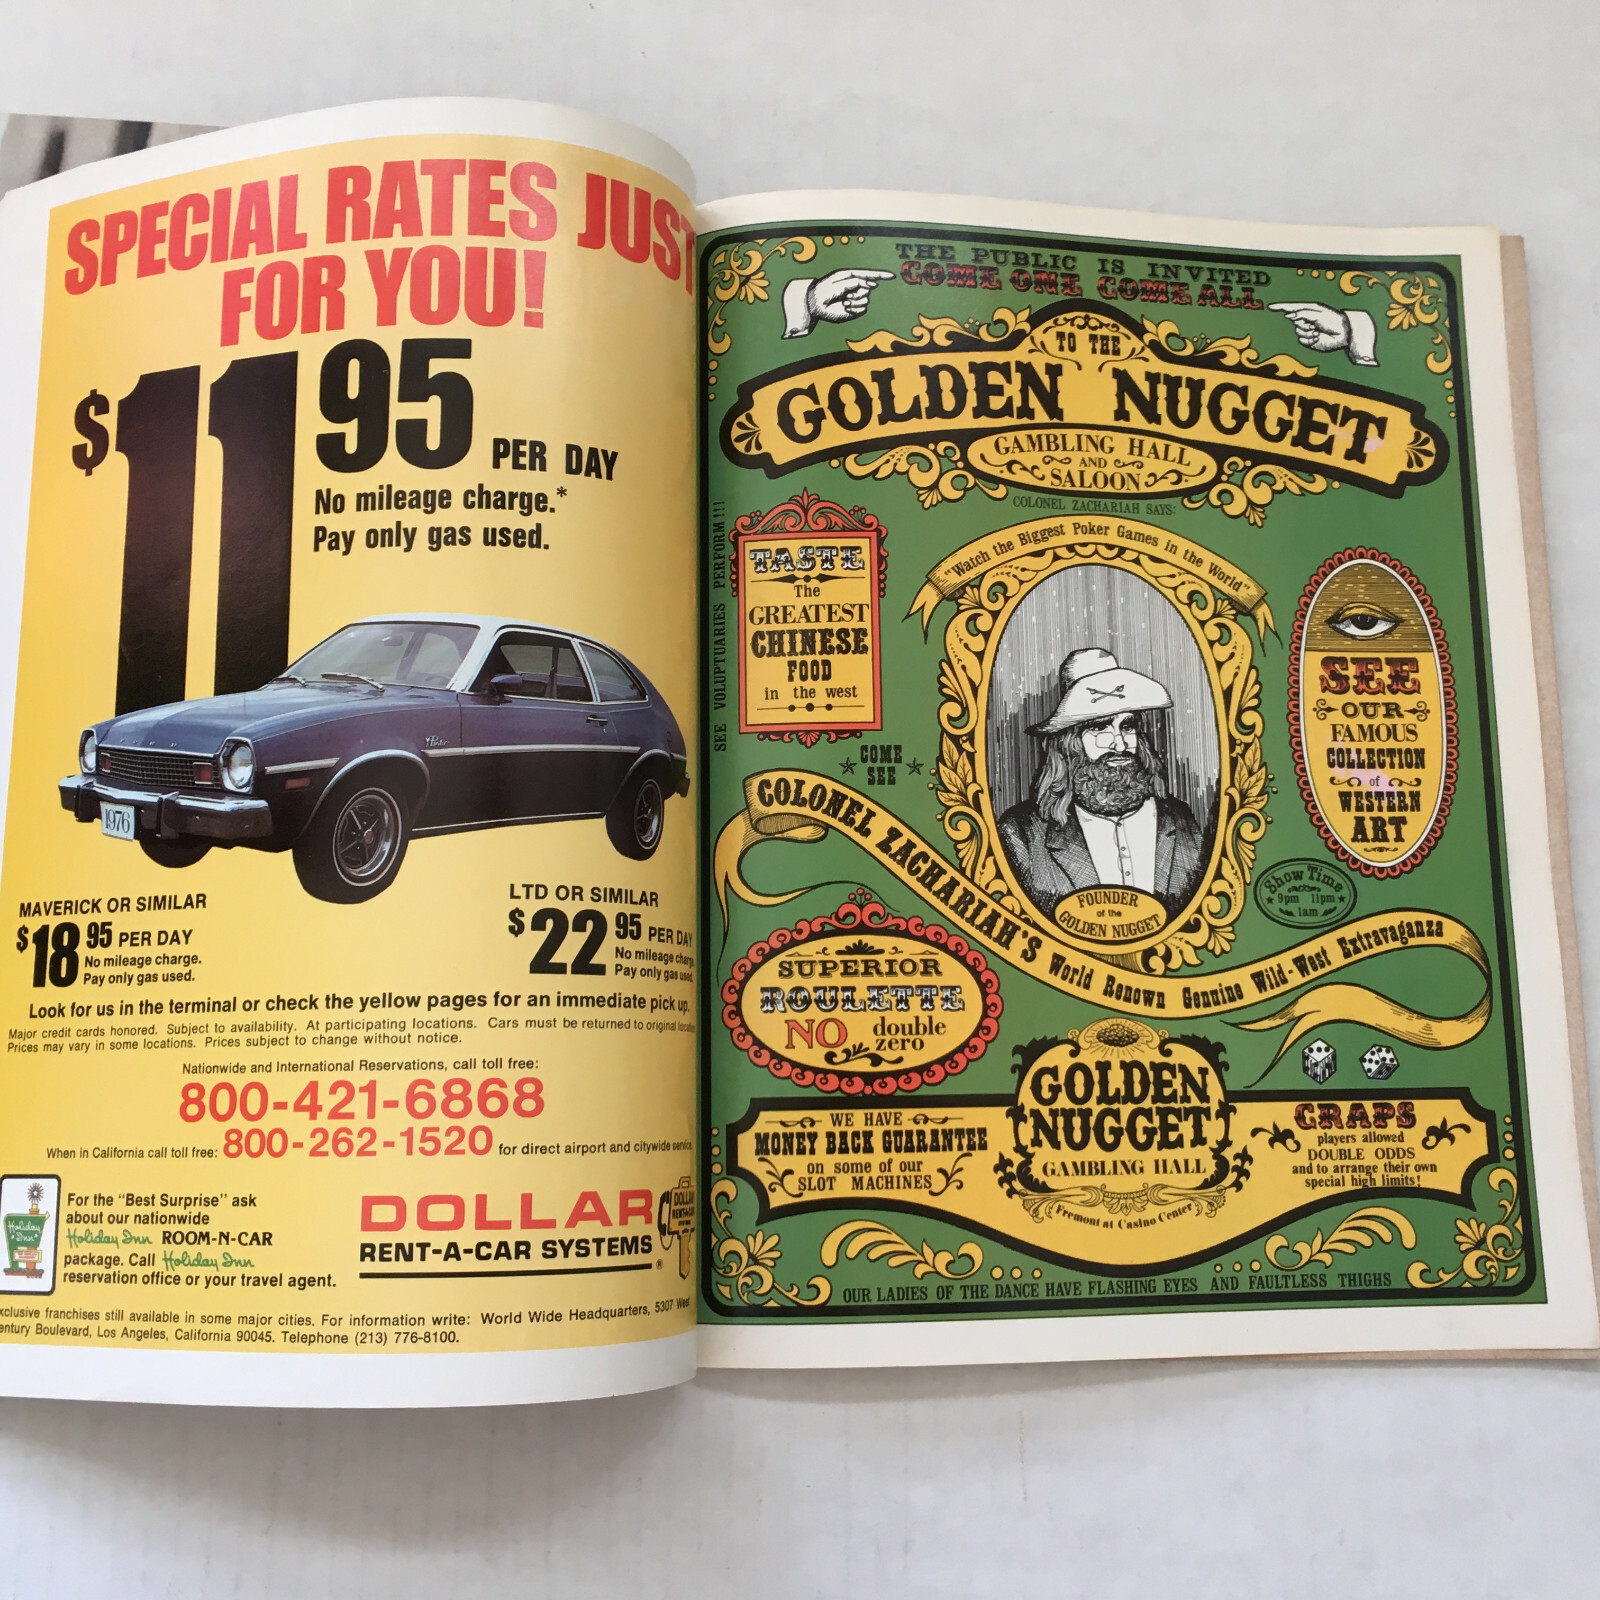 SPECIAL RATES JUST
FOR YOU!
$11 95 PER DAY
No mileage charge.*
Pay only gas used.
FORD
Pinto
1976
MAVERICK OR SIMILAR
$18 95 PER DAY
No mileage charge.
Pay only gas used.
LTD OR SIMILAR
$22 95 PER DAY
No mileage charge.
Pay only gas used.
Look for us in the terminal or check the yellow pages for an immediate pick up.
Major credit cards honored. Subject to availability. At participating locations. Cars must be returned to original
Prices may vary in some locations. Prices subject to change without notice.
Nationwide and International Reservations, call toll free:
800-421-6868
When in California call toll free: 800-262-1520 for direct airport and citywide service.
Holiday Inn
For the "Best Surprise" ask
about our nationwide
Holiday Inn ROOM-N-CAR
package. Call Holiday Inn
reservation office or your travel agent.
DOLLAR
RENT-A-CAR SYSTEMS ®
DOLLAR
RENT-A-CAR
xclusive franchises still available in some major cities. For information write: World Wide Headquarters, 5307 West
entury Boulevard, Los Angeles, California 90045. Telephone (213) 776-8100.
THE PUBLIC IS INVITED
COME ONE COME ALL
TO THE
GOLDEN NUGGET
GAMBLING HALL
AND
SALOON
COLONEL ZACHARIAH SAYS:
"Watch the Biggest Poker Games in the World"
SEE VOLUPTUARIES PERFORM!!!
TASTE
The
GREATEST
CHINESE
FOOD
in the west
SEE
OUR
FAMOUS
COLLECTION
of
WESTERN
ART
COME
SEE
FOUNDER
of the
GOLDEN NUGGET
Show Time
9pm 11pm
1am
COLONEL ZACHARIAH'S World Renown Genuine Wild-West Extravaganza
SUPERIOR
ROULETTE
NO double
zero
WE HAVE
MONEY BACK GUARANTEE
on some of our
SLOT MACHINES
GOLDEN
NUGGET
GAMBLING HALL
Fremont at Casino Center
CRAPS
players allowed
DOUBLE ODDS
and to arrange their own
special high limits!
OUR LADIES OF THE DANCE HAVE FLASHING EYES AND FAULTLESS THIGHS